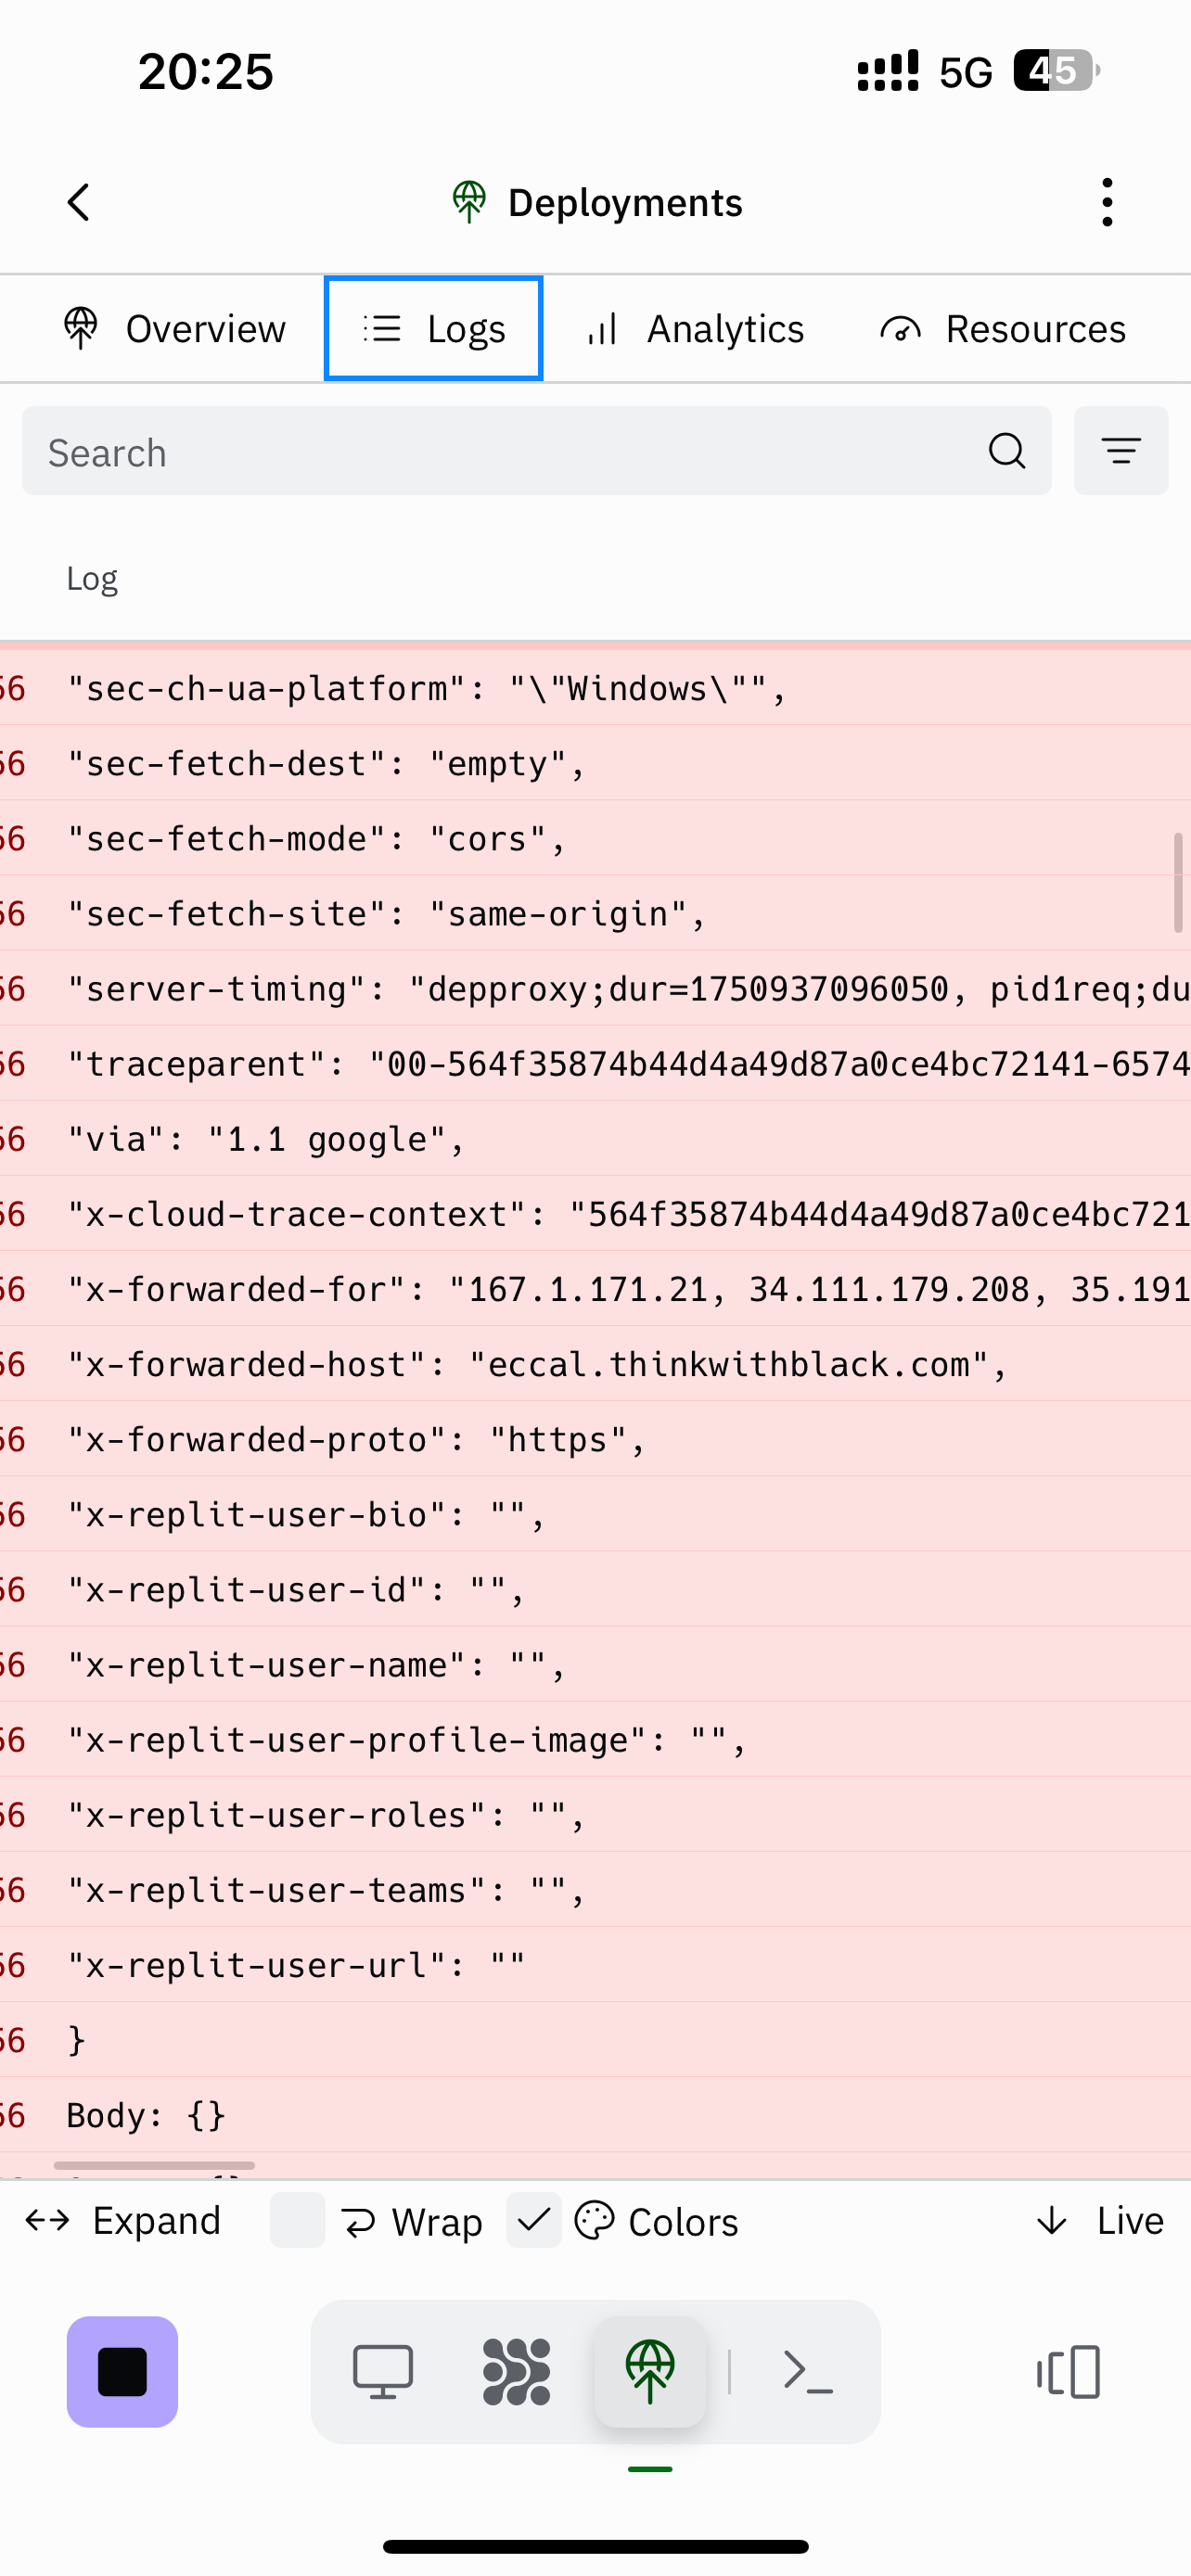 20:25
5G 45
Deployments
Overview Logs Analytics Resources
Search
Log
56 "sec-ch-ua-platform": "\"Windows\"",
56 "sec-fetch-dest": "empty",
56 "sec-fetch-mode": "cors",
56 "sec-fetch-site": "same-origin",
56 "server-timing": "depproxy;dur=1750937096050, pid1req;du
56 "traceparent": "00-564f35874b44d4a49d87a0ce4bc72141-6574
56 "via": "1.1 google",
56 "x-cloud-trace-context": "564f35874b44d4a49d87a0ce4bc721
56 "x-forwarded-for": "167.1.171.21, 34.111.179.208, 35.191
56 "x-forwarded-host": "eccal.thinkwithblack.com",
56 "x-forwarded-proto": "https",
56 "x-replit-user-bio": "",
56 "x-replit-user-id": "",
56 "x-replit-user-name": "",
56 "x-replit-user-profile-image": "",
56 "x-replit-user-roles": "",
56 "x-replit-user-teams": "",
56 "x-replit-user-url": ""
56 }
56 Body: {}
Expand Wrap Colors Live